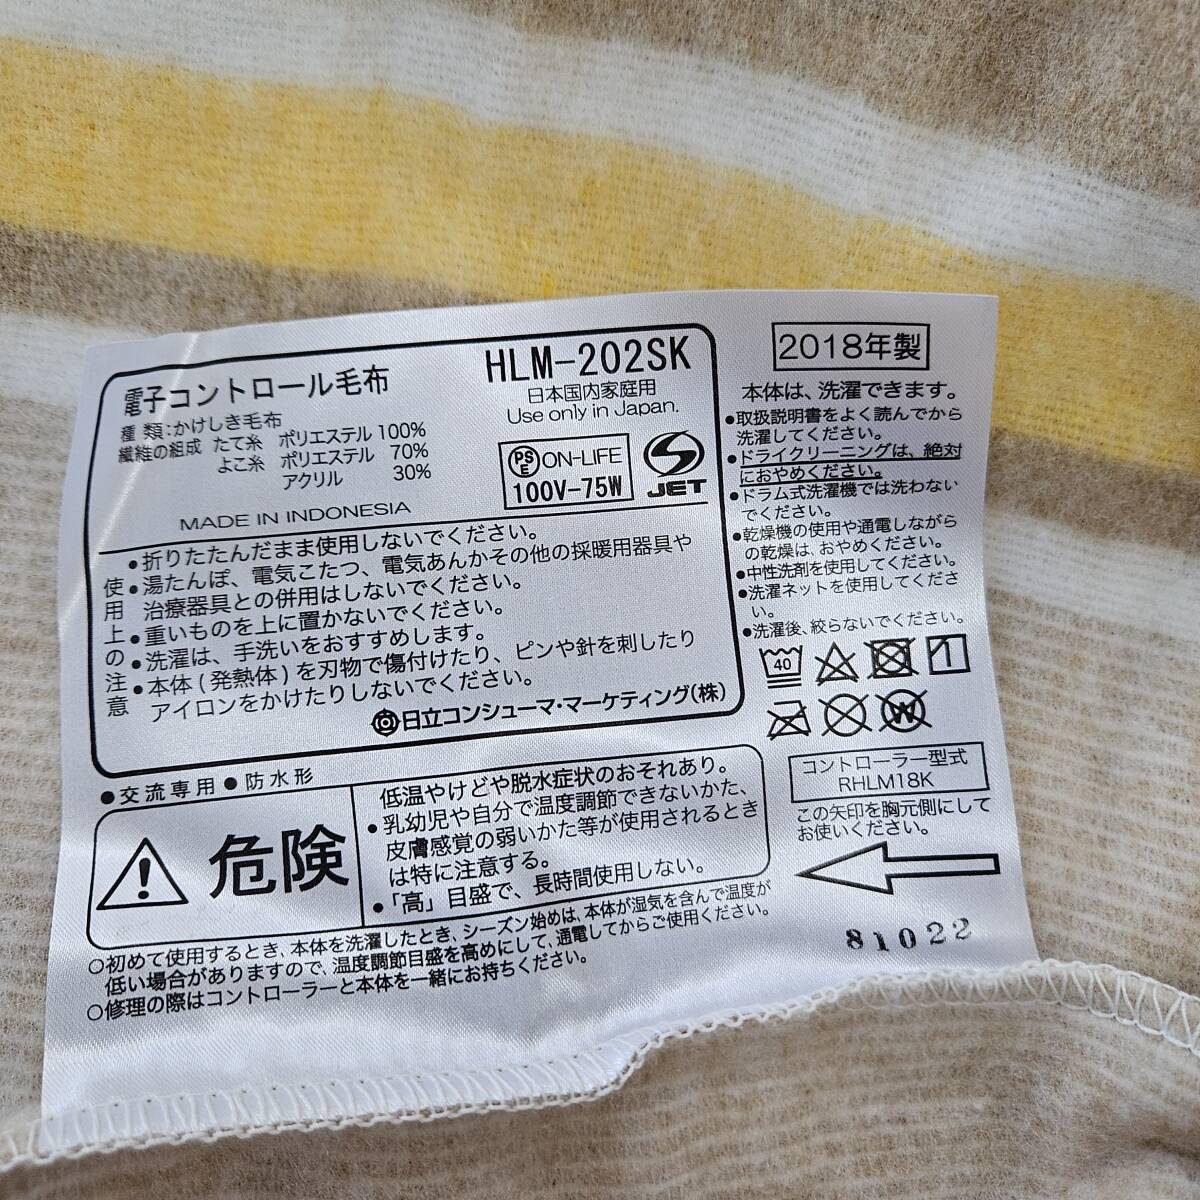 電子コントロール毛布
種類:かけしき毛布
繊維の組成 たて糸 ポリエステル 100%
よこ糸 ポリエステル 70%
アクリル 30%
MADE IN INDONESIA
HLM-202SK
日本国内家庭用
Use only in Japan.
PSE ON-LIFE
100V-75W
JET
使用上の注意
●折りたたんだまま使用しないでください。
●湯たんぽ、電気こたつ、電気あんかその他の採暖用器具や
治療器具との併用はしないでください。
●重いものを上に置かないでください。
●洗濯は、手洗いをおすすめします。
●本体(発熱体)を刃物で傷付けたり、ピンや針を刺したり
アイロンをかけたりしないでください。
日立コンシューマ・マーケティング(株)
●交流専用 ●防水形
危険
低温やけどや脱水症状のおそれあり。
●乳幼児や自分で温度調節できないかた、
皮膚感覚の弱いかた等が使用されるとき
は特に注意する。
●「高」目盛で、長時間使用しない。
○初めて使用するとき、本体を洗濯したとき、シーズン始めは、本体が湿気を含んで温度が
低い場合がありますので、温度調節目盛を高めにして、通電してからご使用ください。
○修理の際はコントローラーと本体を一緒にお持ちください。
2018年製
本体は、洗濯できます。
●取扱説明書をよく読んでから
洗濯してください。
●ドライクリーニングは、絶対
におやめください。
●ドラム式洗濯機では洗わない
でください。
●乾燥機の使用や通電しながら
の乾燥は、おやめください。
●中性洗剤を使用してください。
●洗濯ネットを使用してくださ
い。
●洗濯後、絞らないでください。
40
W
コントローラー型式
RHLM18K
この矢印を胸元側にして
お使いください。
81022